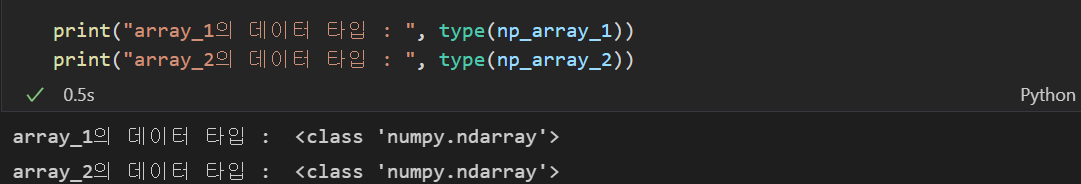 print("array_1의 데이터 타입 : ", type(np_array_1))
print("array_2의 데이터 타입 : ", type(np_array_2))
0.5s
Python
array_1의 데이터 타입 :  <class 'numpy.ndarray'>
array_2의 데이터 타입 :  <class 'numpy.ndarray'>